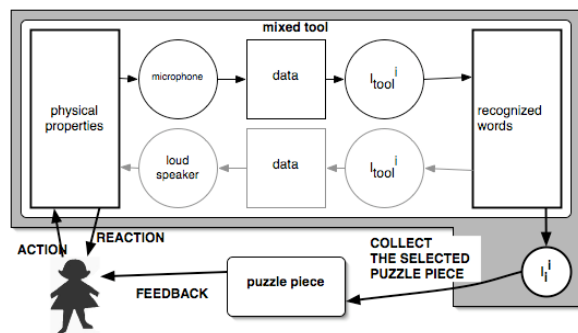 mixed tool
physical
properties
microphone
data
I tool i
recognized
words
loud
speaker
data
I tool i
ACTION
REACTION
FEEDBACK
puzzle piece
COLLECT
THE SELECTED
PUZZLE PIECE
I i i